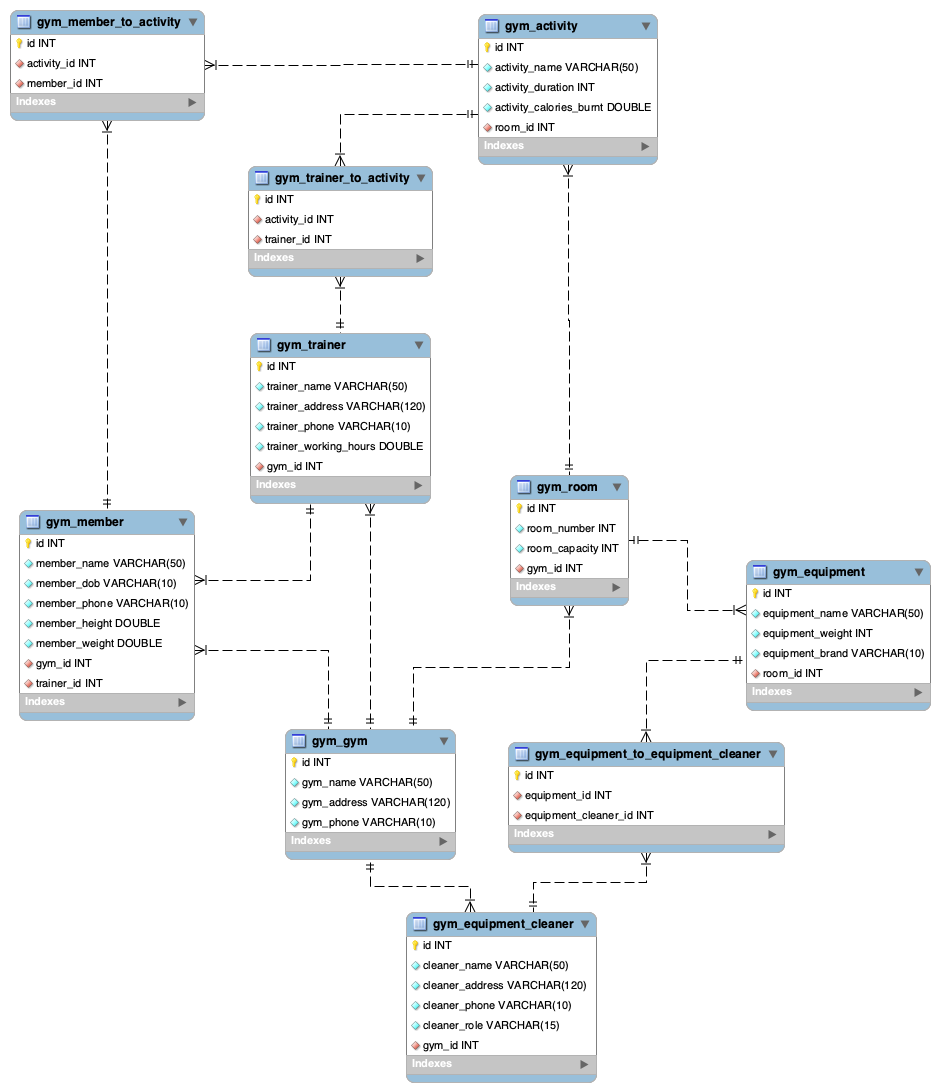 gym_member_to_activity
id INT
activity_id INT
member_id INT
Indexes
gym_activity
id INT
activity_name VARCHAR(50)
activity_duration INT
activity_calories_burnt DOUBLE
room_id INT
Indexes
gym_trainer_to_activity
id INT
activity_id INT
trainer_id INT
Indexes
gym_trainer
id INT
trainer_name VARCHAR(50)
trainer_address VARCHAR(120)
trainer_phone VARCHAR(10)
trainer_working_hours DOUBLE
gym_id INT
Indexes
gym_member
id INT
member_name VARCHAR(50)
member_dob VARCHAR(10)
member_phone VARCHAR(10)
member_height DOUBLE
member_weight DOUBLE
gym_id INT
trainer_id INT
Indexes
gym_room
id INT
room_number INT
room_capacity INT
gym_id INT
Indexes
gym_equipment
id INT
equipment_name VARCHAR(50)
equipment_weight INT
equipment_brand VARCHAR(10)
room_id INT
Indexes
gym_gym
id INT
gym_name VARCHAR(50)
gym_address VARCHAR(120)
gym_phone VARCHAR(10)
Indexes
gym_equipment_to_equipment_cleaner
id INT
equipment_id INT
equipment_cleaner_id INT
Indexes
gym_equipment_cleaner
id INT
cleaner_name VARCHAR(50)
cleaner_address VARCHAR(120)
cleaner_phone VARCHAR(10)
cleaner_role VARCHAR(15)
gym_id INT
Indexes